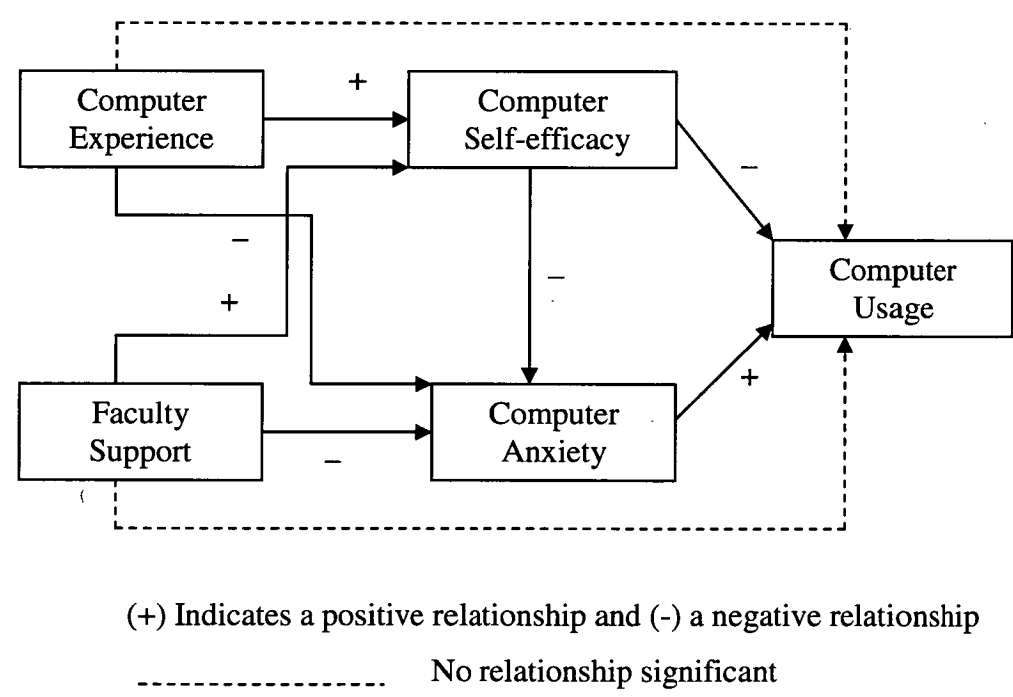 Computer
Experience
+
Computer
Self-efficacy
–
–
+
–
Computer
Usage
Faculty
Support
–
Computer
Anxiety
+
(+) Indicates a positive relationship and (-) a negative relationship
No relationship significant